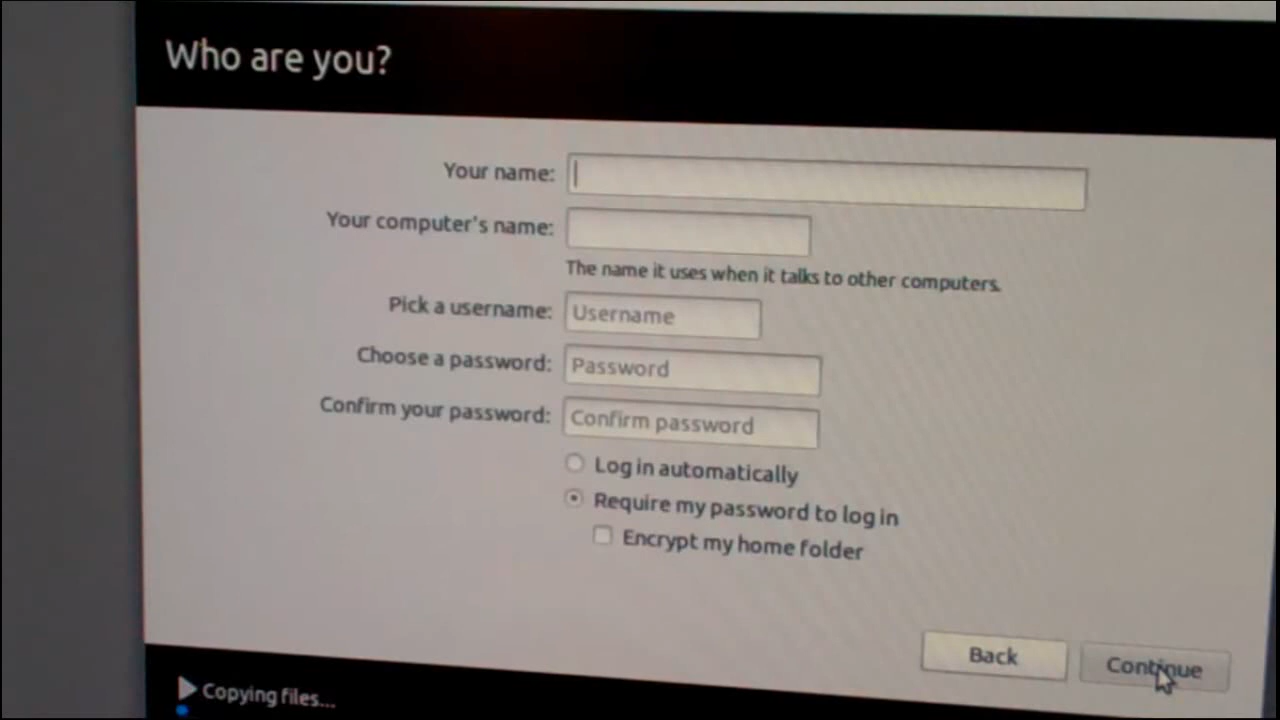 Who are you?
Your name:
Your computer's name:
The name it uses when it talks to other computers.
Pick a username: Username
Choose a password: Password
Confirm your password: Confirm password
Log in automatically
Require my password to log in
Encrypt my home folder
Back Continue
Copying files...